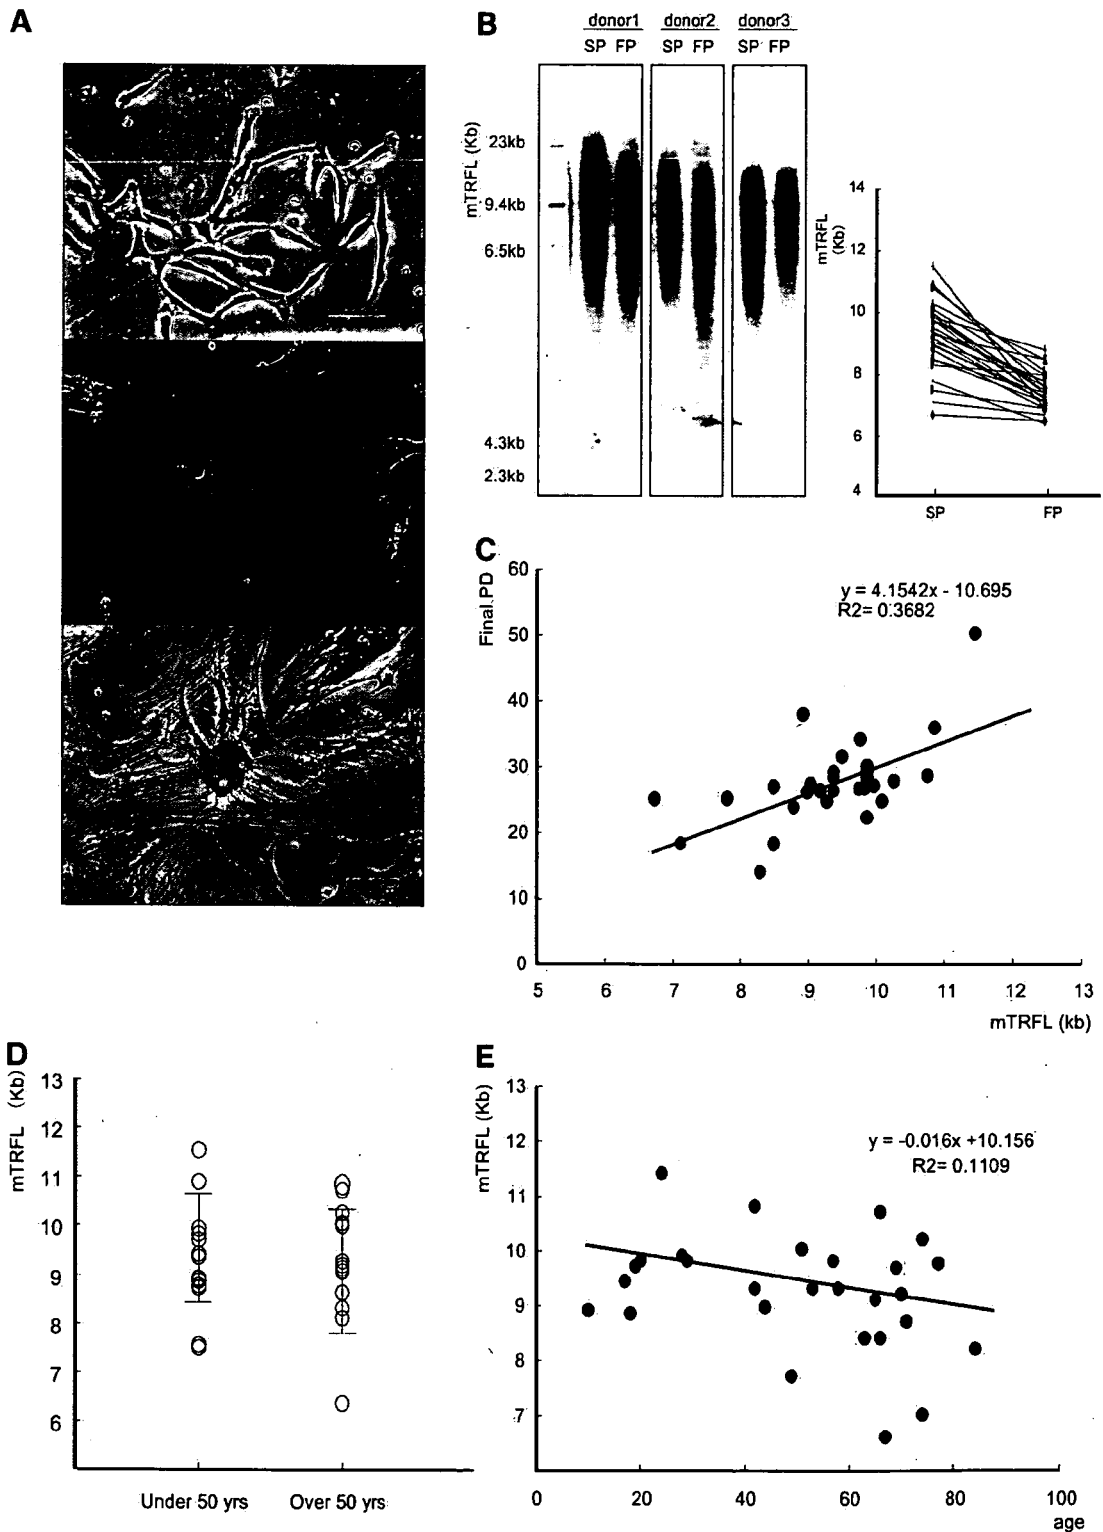 A
B
donor1 donor2 donor3
SP FP SP FP SP FP
mTRFL (Kb)
23kb
9.4kb
6.5kb
4.3kb
2.3kb
mTRFL
(Kb)
14
12
10
8
6
4
SP FP
C
Final PD
60
50
40
30
20
10
0
y = 4.1542x - 10.695
R2= 0.3682
5 6 7 8 9 10 11 12 13
mTRFL (kb)
D
mTRFL (Kb)
13
12
11
10
9
8
7
6
Under 50 yrs Over 50 yrs
E
mTRFL (Kb)
13
12
11
10
9
8
7
y = -0.016x +10.156
R2= 0.1109
0 20 40 60 80 100
age